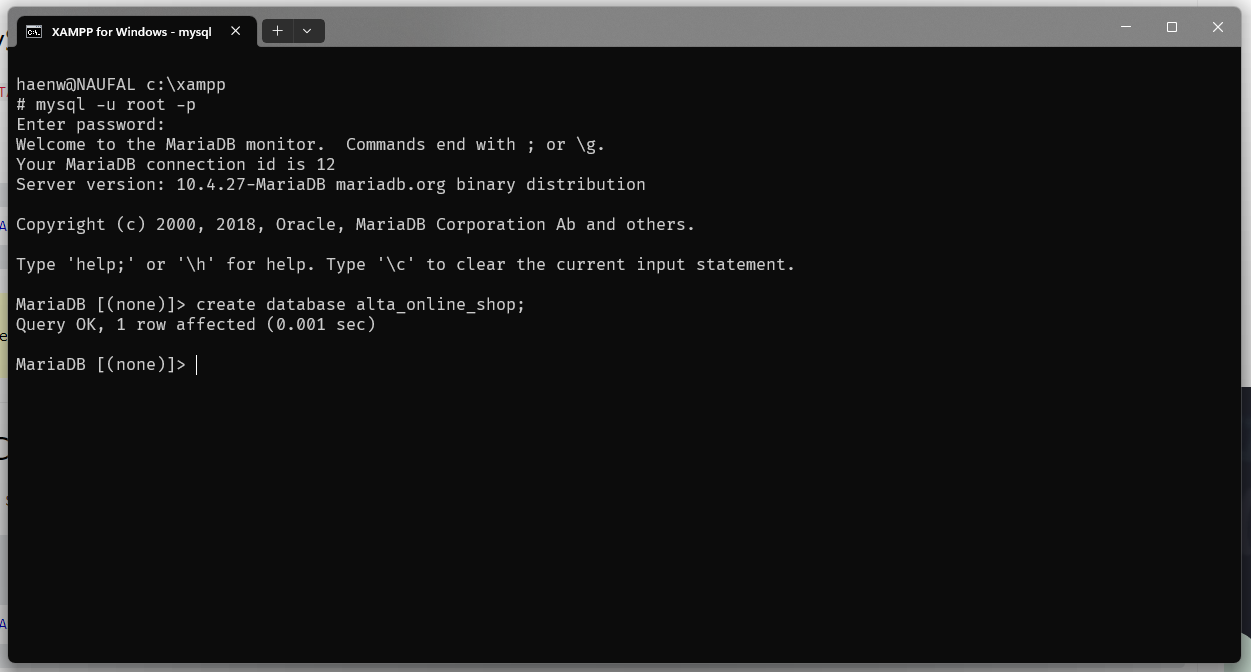 XAMPP for Windows - mysql
haenw@NAUFAL c:\xampp
# mysql -u root -p
Enter password:
Welcome to the MariaDB monitor.  Commands end with ; or \g.
Your MariaDB connection id is 12
Server version: 10.4.27-MariaDB mariadb.org binary distribution
Copyright (c) 2000, 2018, Oracle, MariaDB Corporation Ab and others.
Type 'help;' or '\h' for help. Type '\c' to clear the current input statement.
MariaDB [(none)]> create database alta_online_shop;
Query OK, 1 row affected (0.001 sec)
MariaDB [(none)]>